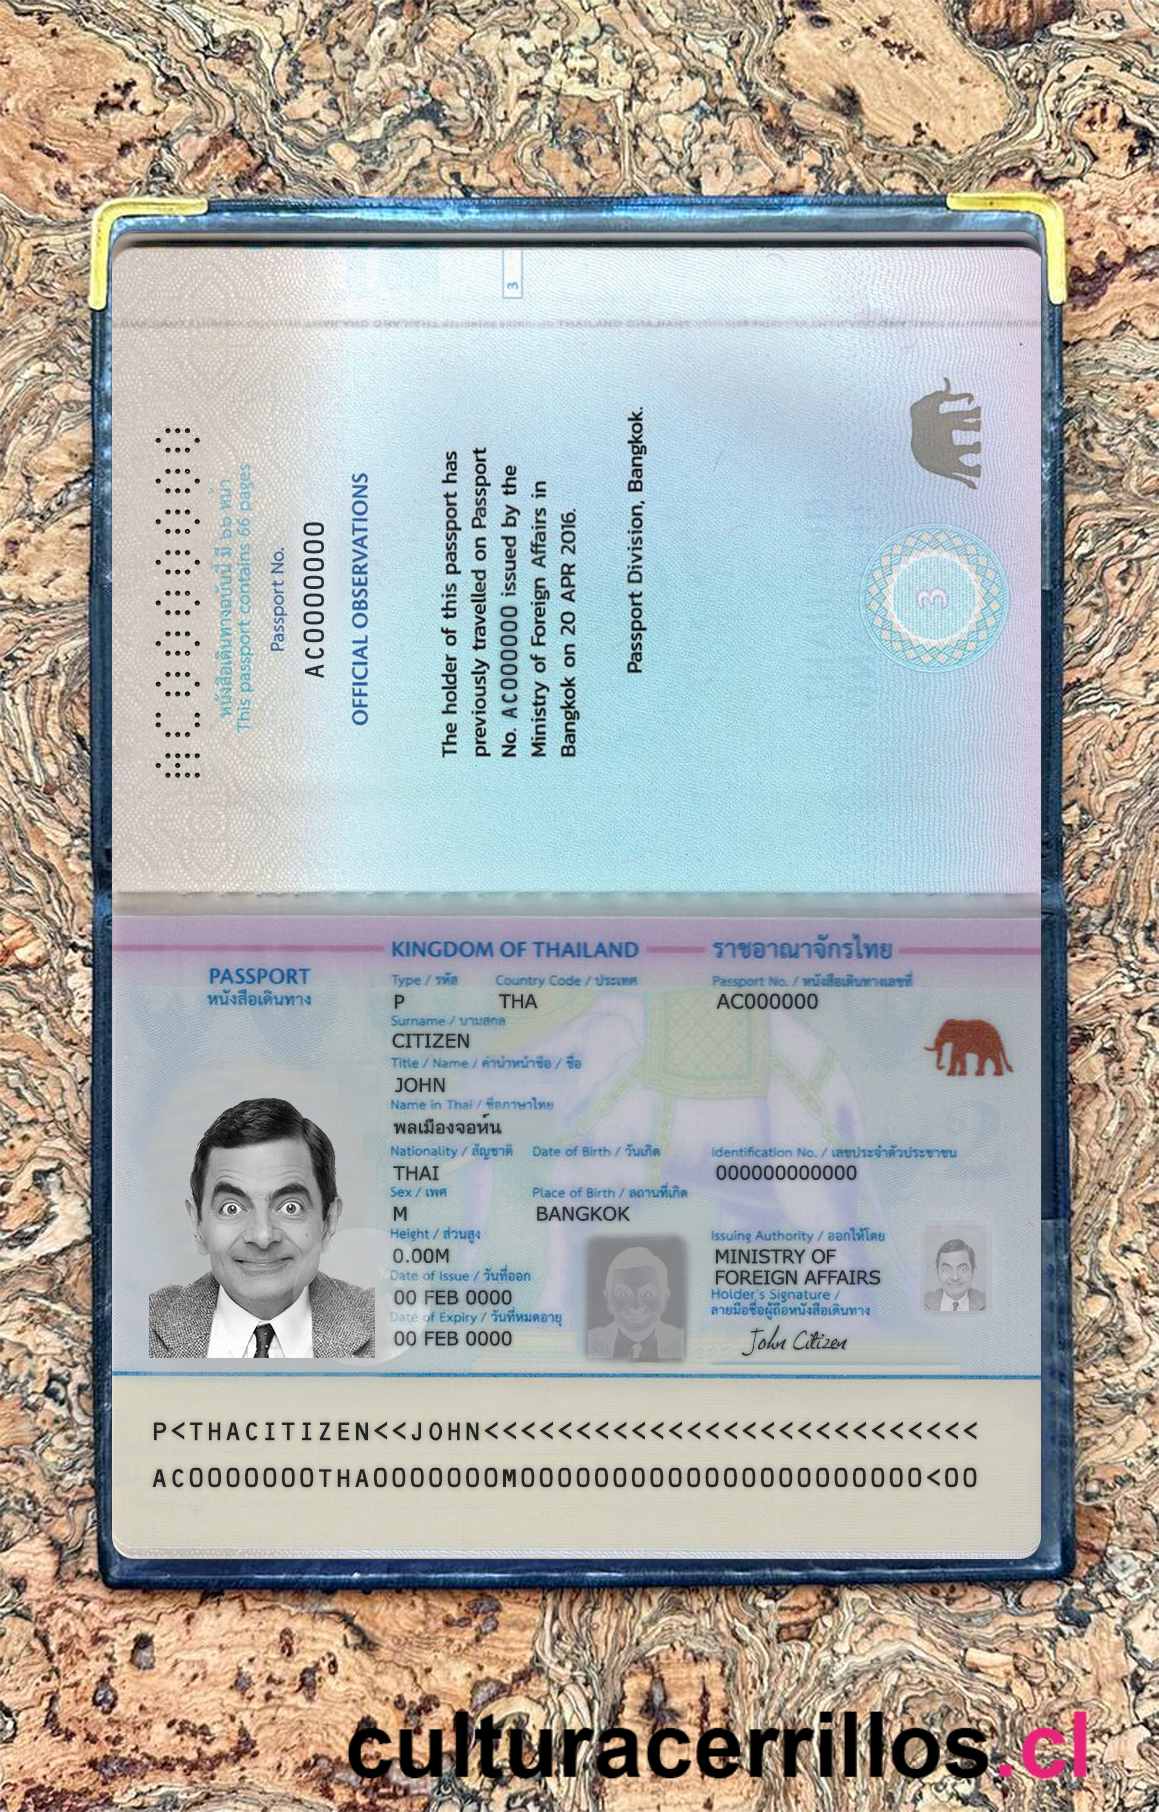 3
AC0000000
หนังสือเดินทางฉบับนี้ มี ๖๖ หน้า
This passport contains 66 pages
Passport No.
AC0000000
OFFICIAL OBSERVATIONS
The holder of this passport has
previously travelled on Passport
No. AC000000 issued by the
Ministry of Foreign Affairs in
Bangkok on 20 APR 2016.
Passport Division, Bangkok.
3
KINGDOM OF THAILAND
ราชอาณาจักรไทย
PASSPORT
หนังสือเดินทาง
Type / รหัส Country Code / ประเทศ Passport No. / หนังสือเดินทางเลขที่
P THA AC000000
Surname / นามสกุล
CITIZEN
Title / Name / คำนำหน้าชื่อ / ชื่อ
JOHN
Name in Thai / ชื่อภาษาไทย
พลเมืองจอห์น
Nationality / สัญชาติ Date of Birth / วันเกิด Identification No. / เลขประจำตัวประชาชน
THAI 000000000000
Sex / เพศ Place of Birth / สถานที่เกิด
M BANGKOK
Height / ส่วนสูง Issuing Authority / ออกให้โดย
0.00M MINISTRY OF
FOREIGN AFFAIRS
Date of Issue / วันที่ออก
00 FEB 0000
Holder's Signature /
ลายมือชื่อผู้ถือหนังสือเดินทาง
Date of Expiry / วันที่หมดอายุ
00 FEB 0000
John Citizen
P<THACITIZEN<<JOHN<<<<<<<<<<<<<<<<<<<<<<<<<<<
AC0000000THA0000000M0000000000000000000000<00
culturacerrillos.cl